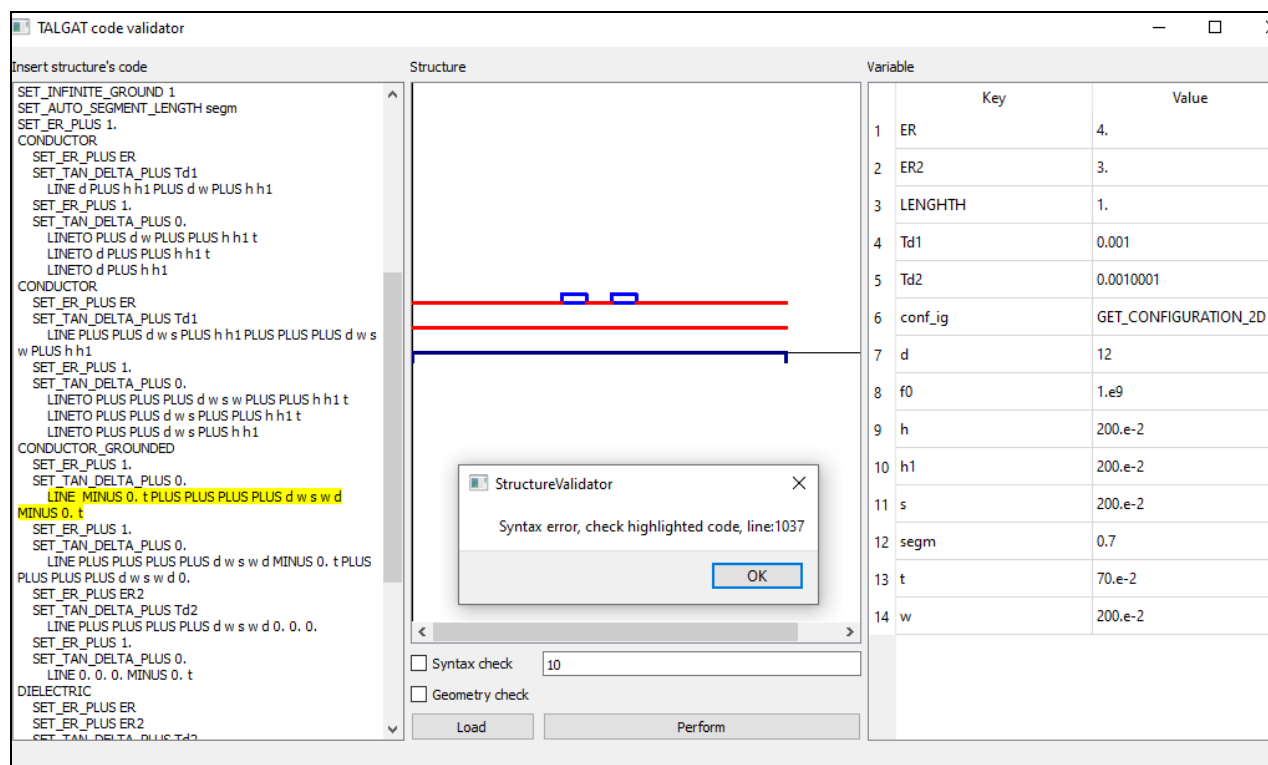 TALGAT code validator
Insert structure's code
SET_INFINITE_GROUND 1
SET_AUTO_SEGMENT_LENGTH segm
SET_ER_PLUS 1.
CONDUCTOR
SET_ER_PLUS ER
SET_TAN_DELTA_PLUS Td1
LINE d PLUS h h1 PLUS d w PLUS h h1
SET_ER_PLUS 1.
SET_TAN_DELTA_PLUS 0.
LINETO PLUS d w PLUS PLUS h h1 t
LINETO d PLUS PLUS h h1 t
LINETO d PLUS h h1
CONDUCTOR
SET_ER_PLUS ER
SET_TAN_DELTA_PLUS Td1
LINE PLUS PLUS d w s PLUS h h1 PLUS PLUS PLUS d w s
w PLUS h h1
SET_ER_PLUS 1.
SET_TAN_DELTA_PLUS 0.
LINETO PLUS PLUS PLUS d w s w PLUS PLUS h h1 t
LINETO PLUS PLUS d w s PLUS PLUS h h1 t
LINETO PLUS PLUS d w s PLUS h h1
CONDUCTOR_GROUNDED
SET_ER_PLUS 1.
SET_TAN_DELTA_PLUS 0.
LINE MINUS 0. t PLUS PLUS PLUS PLUS d w s w d
MINUS 0. t
SET_ER_PLUS 1.
SET_TAN_DELTA_PLUS 0.
LINE PLUS PLUS PLUS PLUS d w s w d MINUS 0. t PLUS
PLUS PLUS PLUS d w s w d 0.
SET_ER_PLUS ER2
SET_TAN_DELTA_PLUS Td2
LINE PLUS PLUS PLUS PLUS d w s w d 0. 0. 0.
SET_ER_PLUS 1.
SET_TAN_DELTA_PLUS 0.
LINE 0. 0. 0. MINUS 0. t
DIELECTRIC
SET_ER_PLUS ER
SET_ER_PLUS ER2
SET_TAN_DELTA_PLUS Td2
Structure
StructureValidator
Syntax error, check highlighted code, line:1037
OK
Syntax check
10
Geometry check
Load
Perform
Variable
Key Value
1 ER 4.
2 ER2 3.
3 LENGHTH 1.
4 Td1 0.001
5 Td2 0.0010001
6 conf_ig GET_CONFIGURATION_2D
7 d 12
8 f0 1.e9
9 h 200.e-2
10 h1 200.e-2
11 s 200.e-2
12 segm 0.7
13 t 70.e-2
14 w 200.e-2